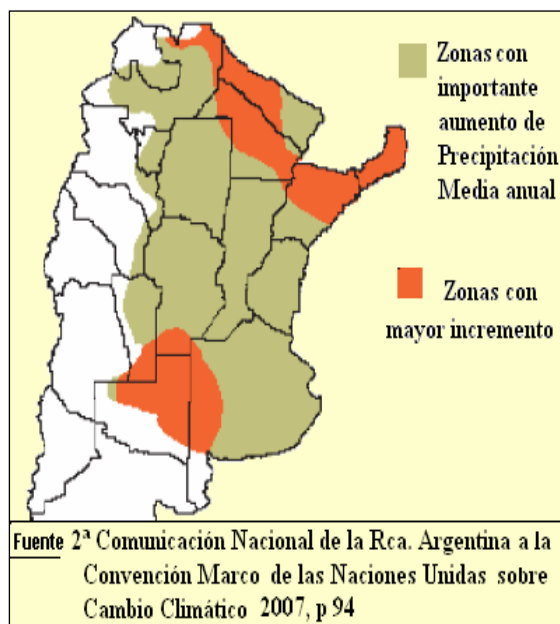 Zonas con
importante
aumento de
Precipitación
Media anual
Zonas con
mayor incremento
Fuente 2ª Comunicación Nacional de la Rca. Argentina a la
Convención Marco de las Naciones Unidas sobre
Cambio Climático 2007, p 94